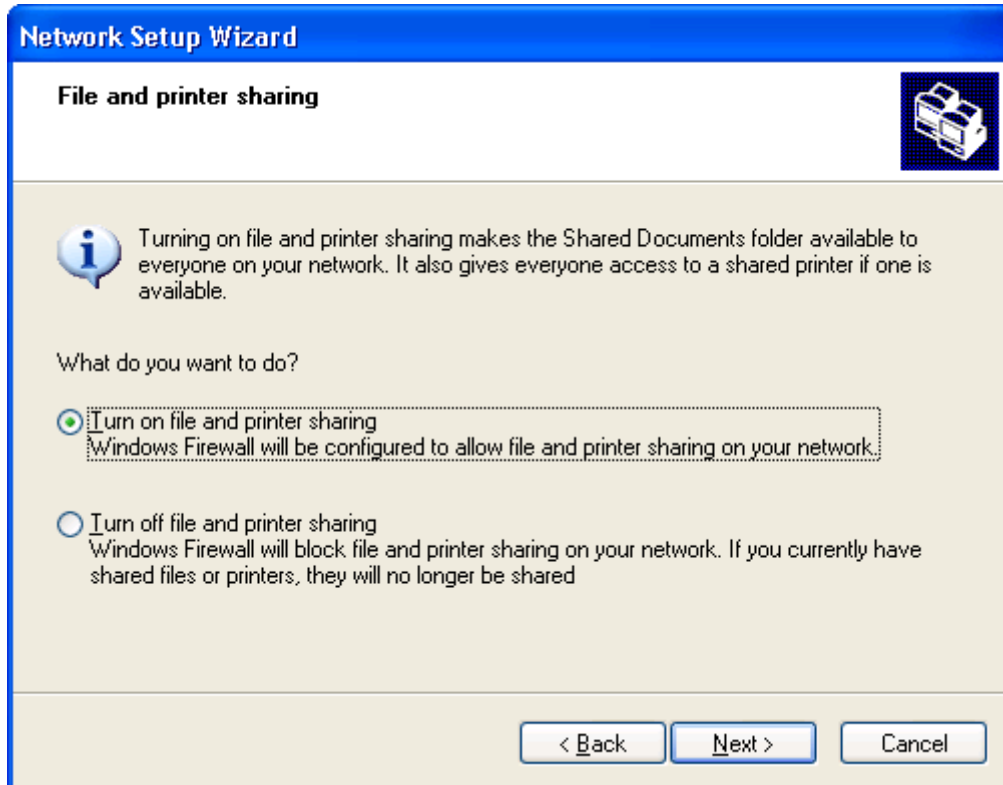 Network Setup Wizard
File and printer sharing
Turning on file and printer sharing makes the Shared Documents folder available to
everyone on your network. It also gives everyone access to a shared printer if one is
available.
What do you want to do?
Turn on file and printer sharing
Windows Firewall will be configured to allow file and printer sharing on your network.
Turn off file and printer sharing
Windows Firewall will block file and printer sharing on your network. If you currently have
shared files or printers, they will no longer be shared
< Back Next > Cancel